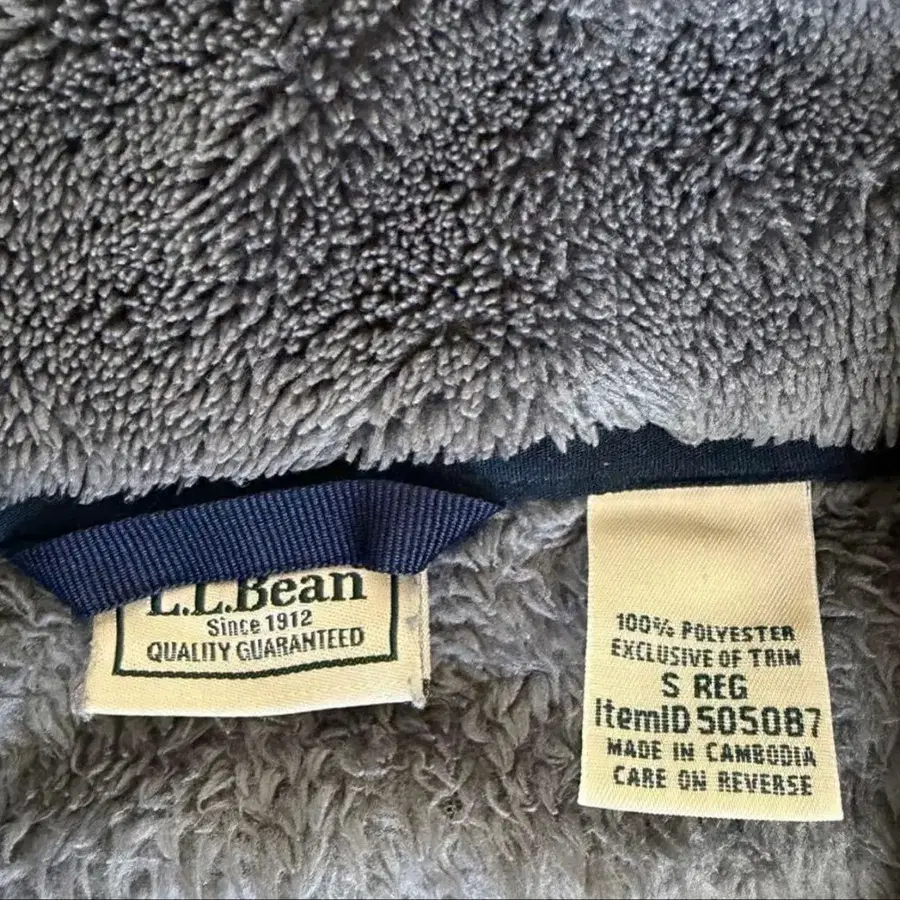 L.L.Bean
Since 1912
QUALITY GUARANTEED
100% POLYESTER
EXCLUSIVE OF TRIM
S REG
ItemID 505087
MADE IN CAMBODIA
CARE ON REVERSE